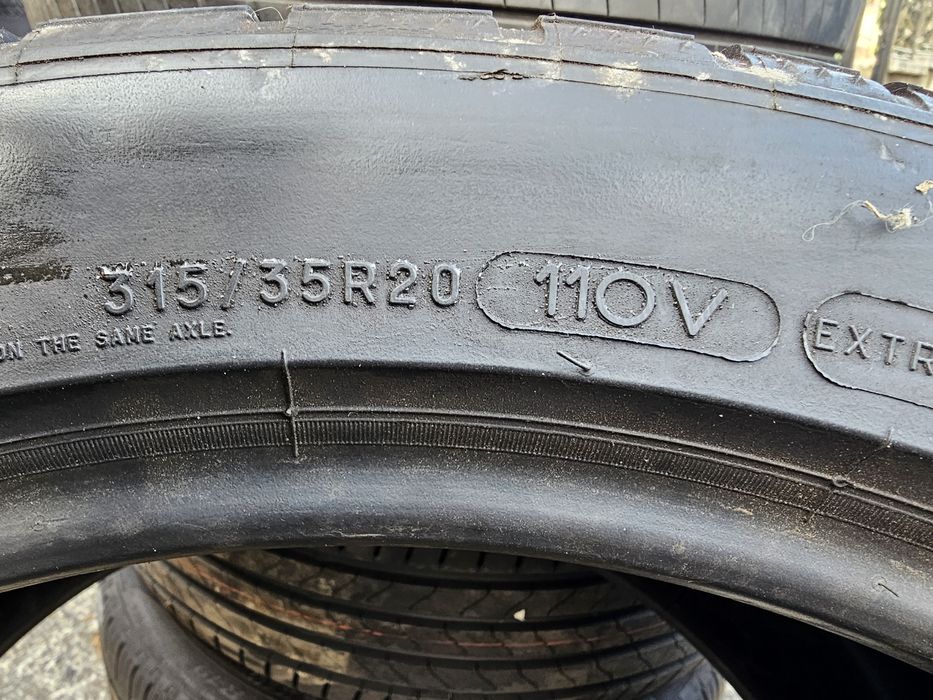 315/35R20 110V EXTR
ON THE SAME AXLE.